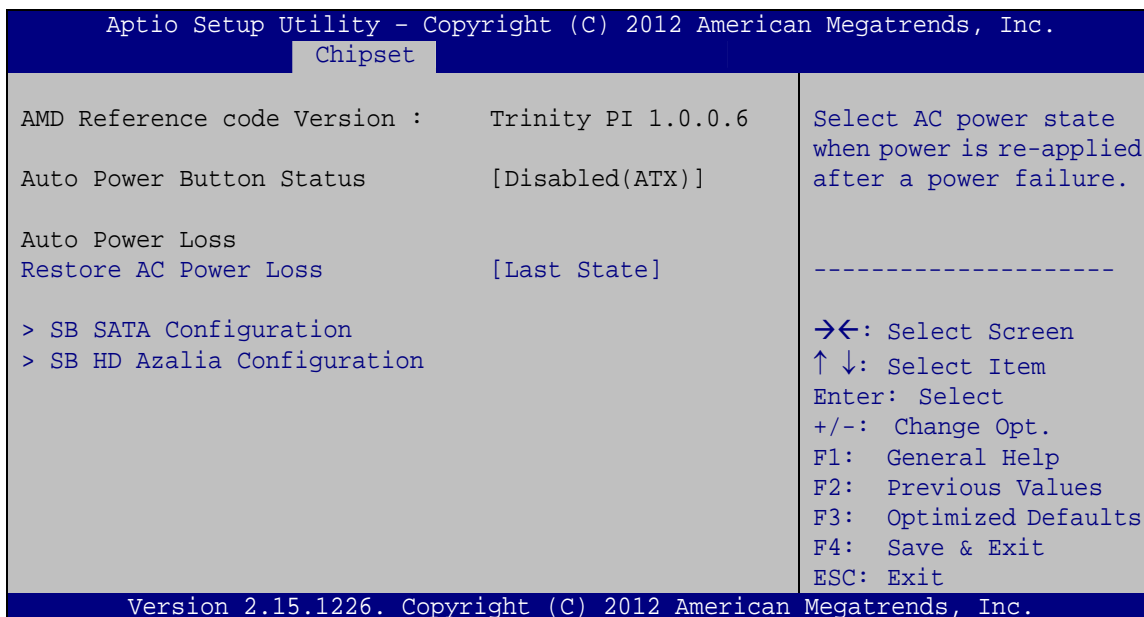 Aptio Setup Utility – Copyright (C) 2012 American Megatrends, Inc.
Chipset
AMD Reference code Version : Trinity PI 1.0.0.6
Auto Power Button Status [Disabled(ATX)]
Auto Power Loss
Restore AC Power Loss [Last State]
> SB SATA Configuration
> SB HD Azalia Configuration
Select AC power state
when power is re-applied
after a power failure.
---------------------
→←: Select Screen
↑ ↓: Select Item
Enter: Select
+/-: Change Opt.
F1: General Help
F2: Previous Values
F3: Optimized Defaults
F4: Save & Exit
ESC: Exit
Version 2.15.1226. Copyright (C) 2012 American Megatrends, Inc.